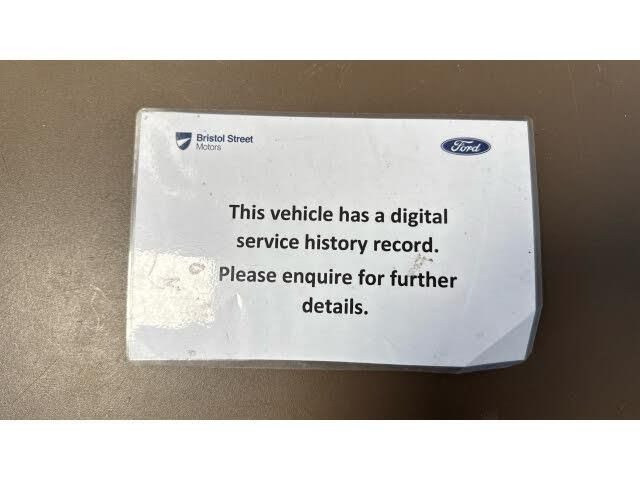 Bristol Street
Motors
Ford
This vehicle has a digital
service history record.
Please enquire for further
details.